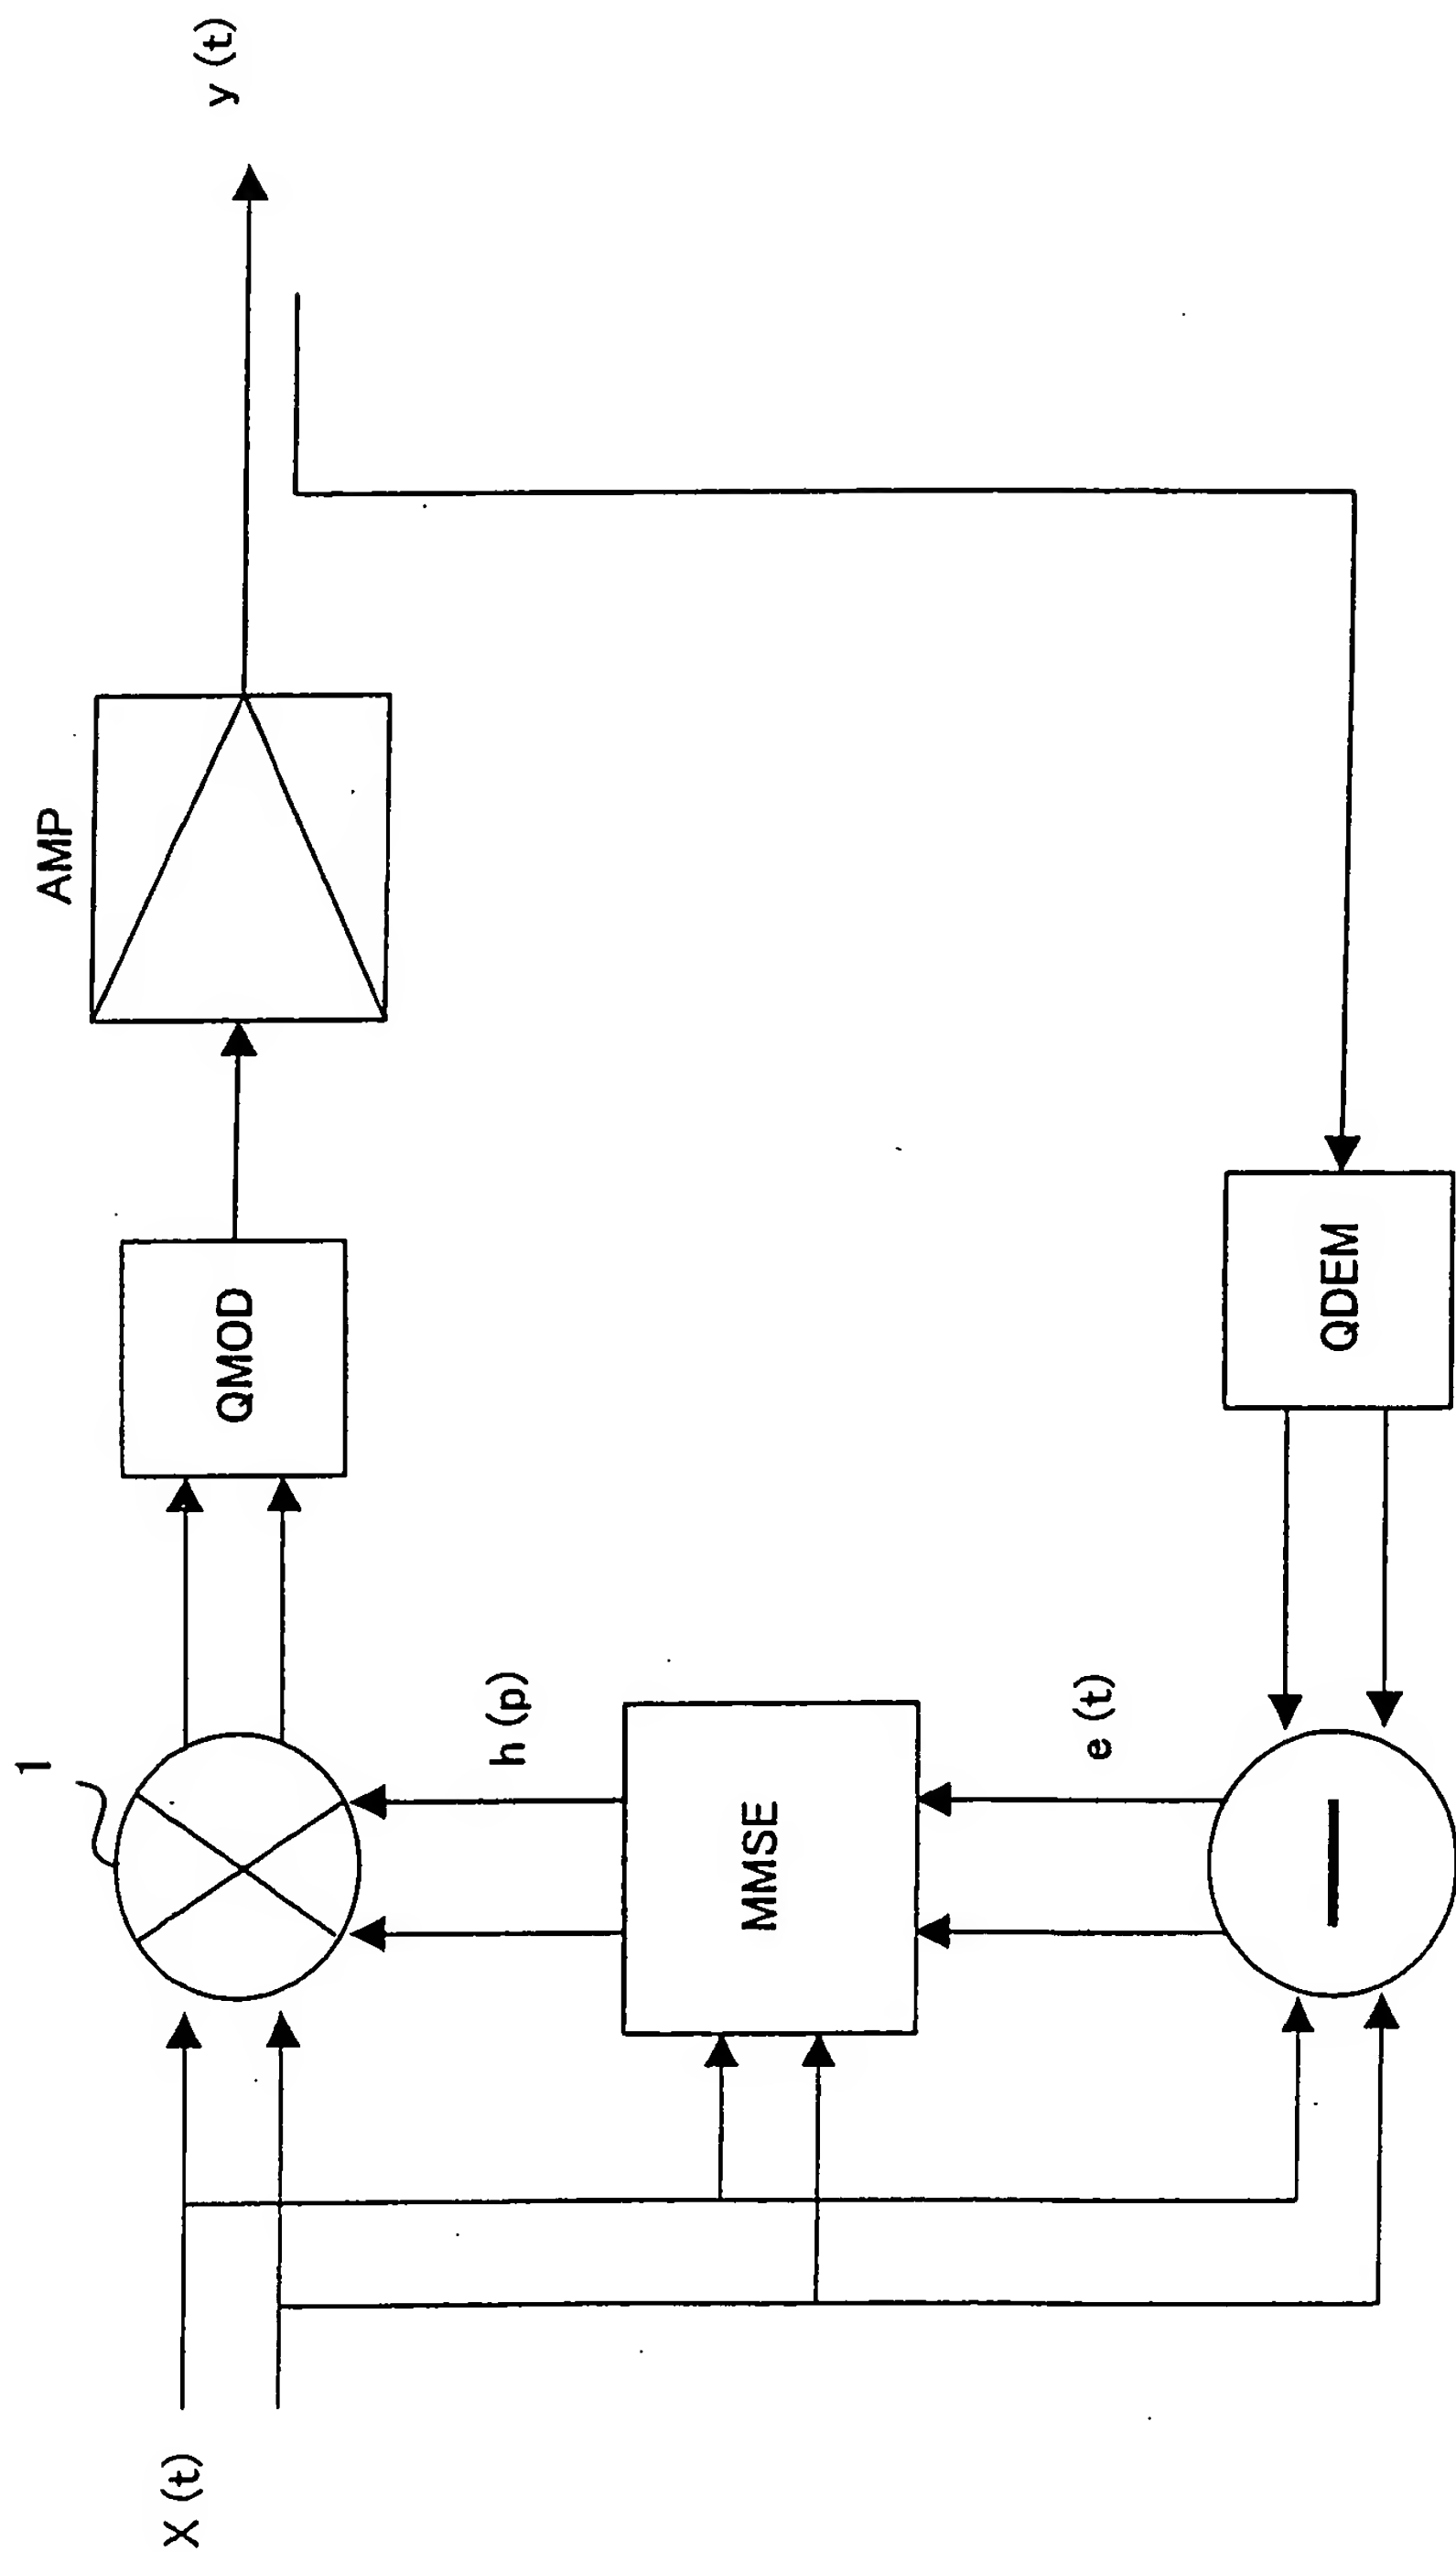 1
X (t)
QMOD
AMP
y (t)
h (p)
MMSE
e (t)
QDEM